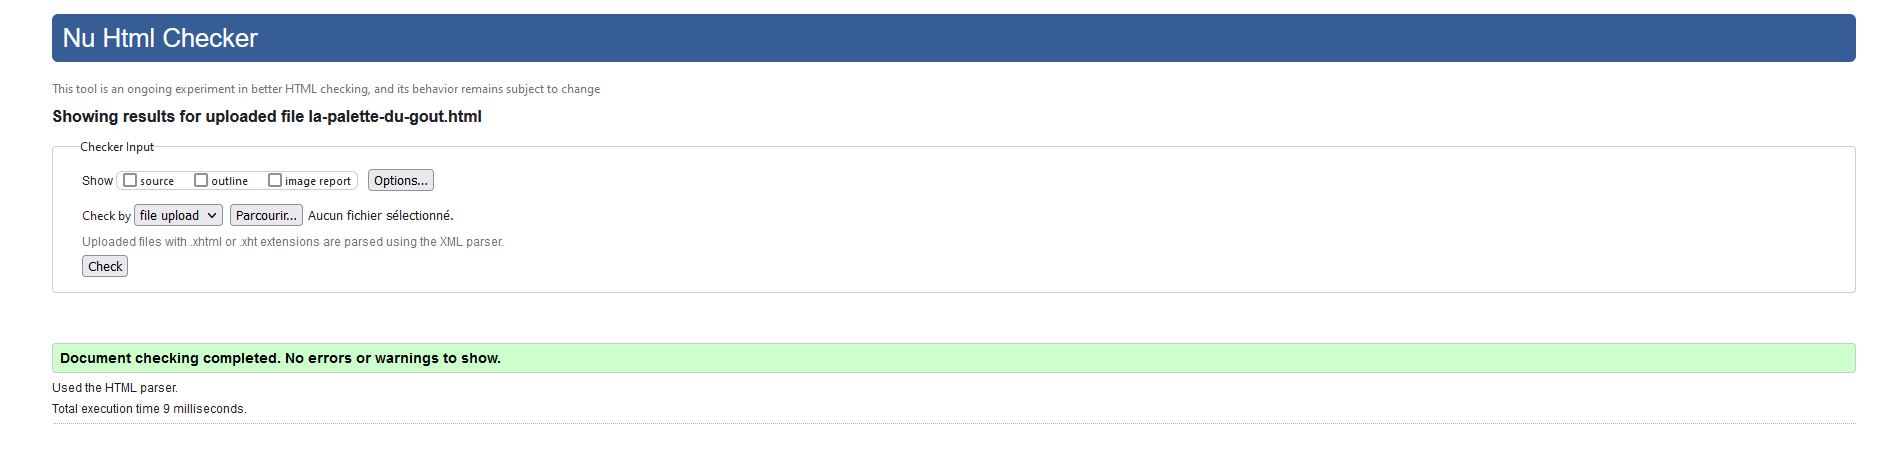 Nu Html Checker
This tool is an ongoing experiment in better HTML checking, and its behavior remains subject to change
Showing results for uploaded file la-palette-du-gout.html
Checker Input
Show source outline image report Options...
Check by file upload Parcourir... Aucun fichier sélectionné.
Uploaded files with .xhtml or .xht extensions are parsed using the XML parser.
Check
Document checking completed. No errors or warnings to show.
Used the HTML parser.
Total execution time 9 milliseconds.